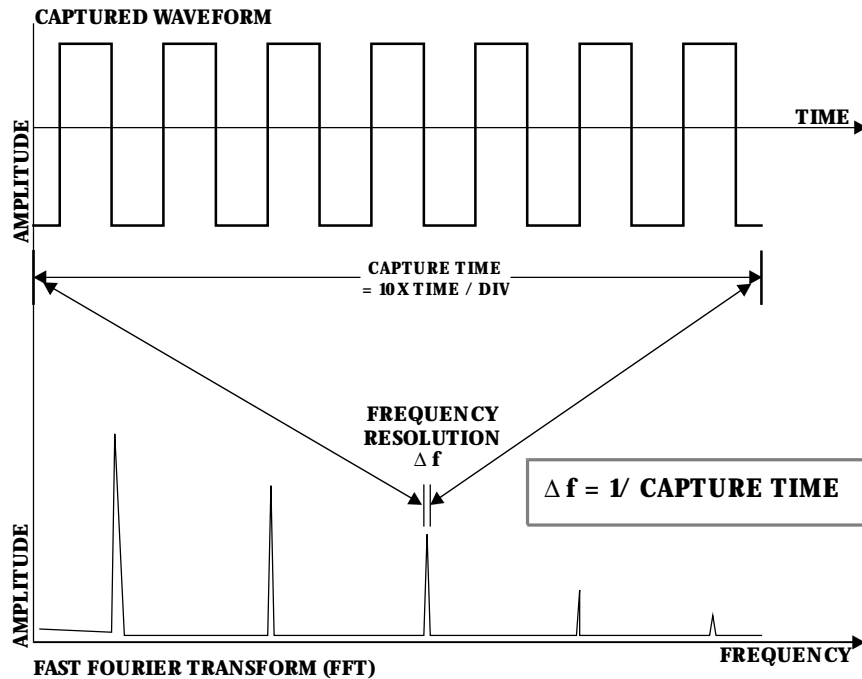 CAPTURED WAVEFORM
TIME
AMPLITUDE
CAPTURE TIME
= 10 X TIME / DIV
FREQUENCY
RESOLUTION
Δ f
Δ f = 1/ CAPTURE TIME
AMPLITUDE
FREQUENCY
FAST FOURIER TRANSFORM (FFT)